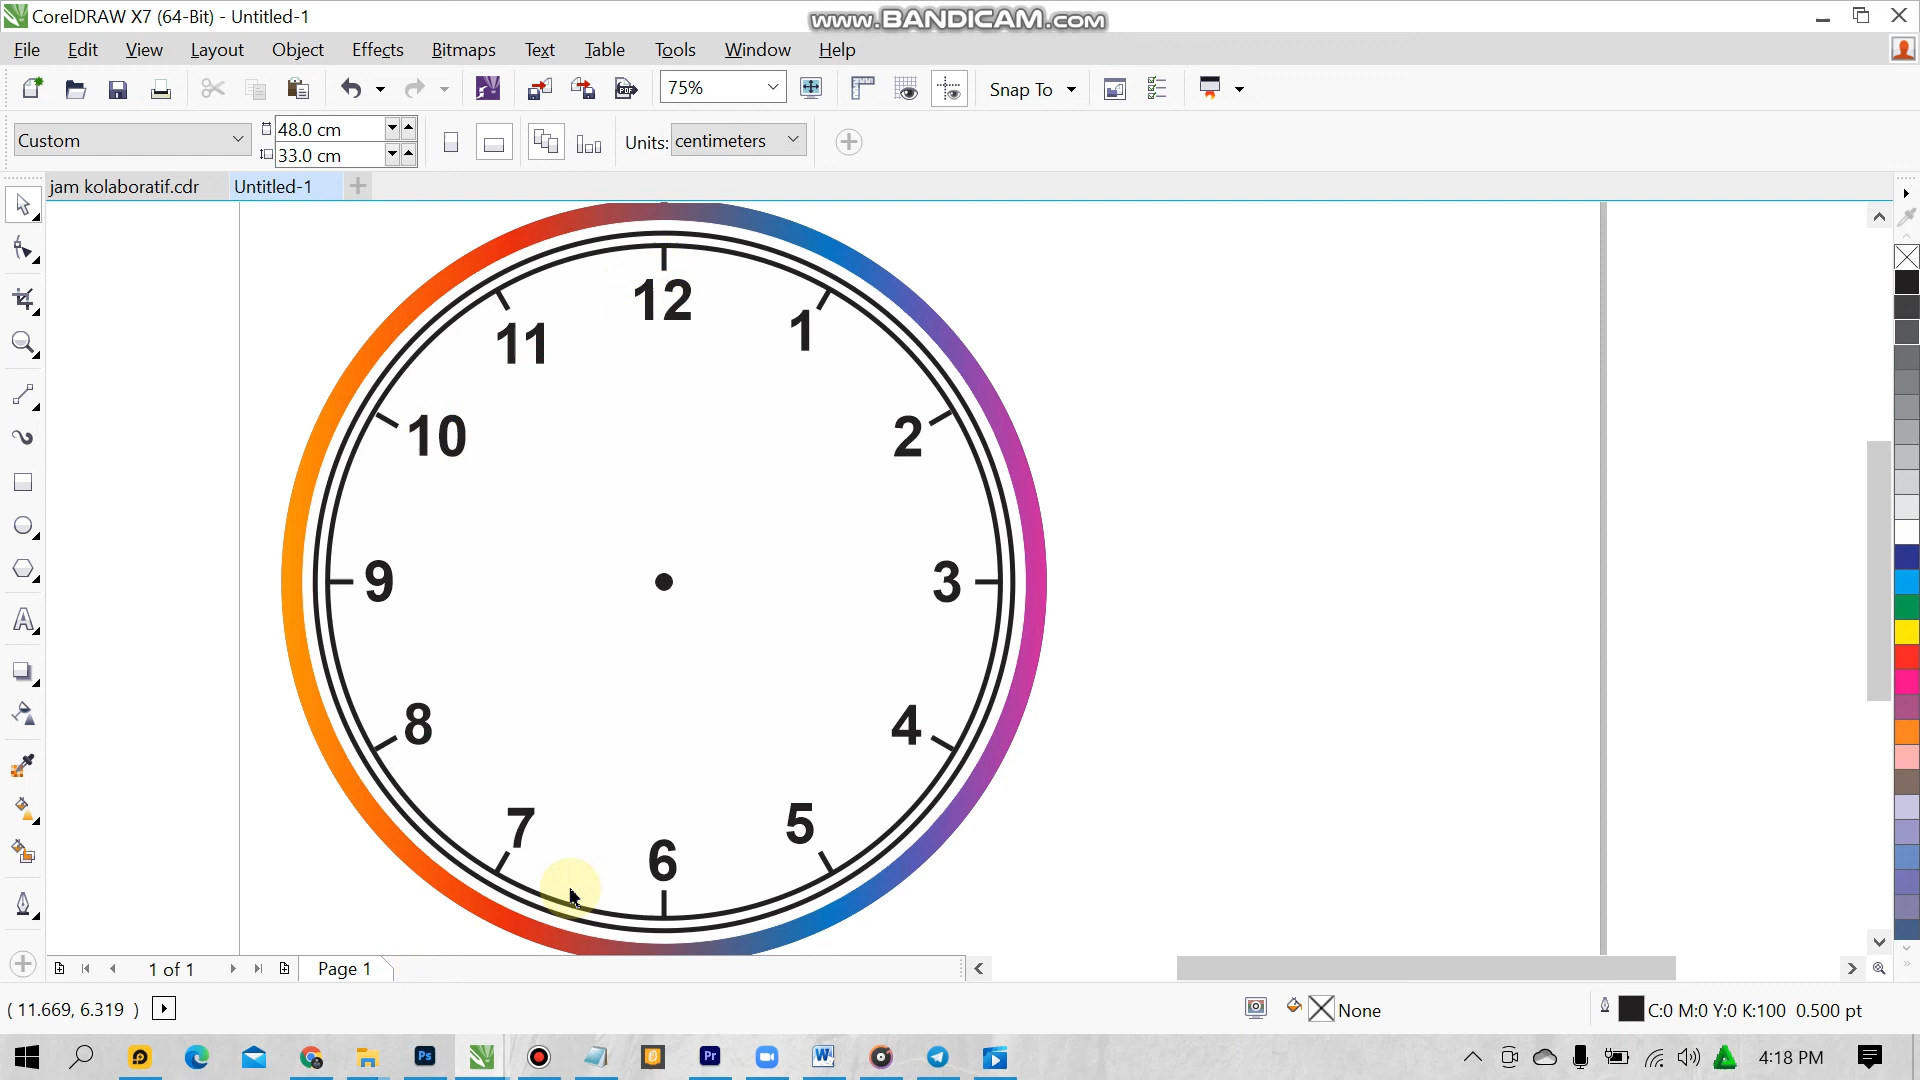 CorelDRAW X7 (64-Bit) - Untitled-1
www.BANDICAM.com
File Edit View Layout Object Effects Bitmaps Text Table Tools Window Help
PDF 75% Snap To
Custom 48.0 cm Units: centimeters
33.0 cm
jam kolaboratif.cdr Untitled-1
12
11 1
10 2
9 3
8 4
7 5
6
1 of 1 Page 1
( 11.669, 6.319 ) None C:0 M:0 Y:0 K:100 0.500 pt
Ps Pr W 4:18 PM